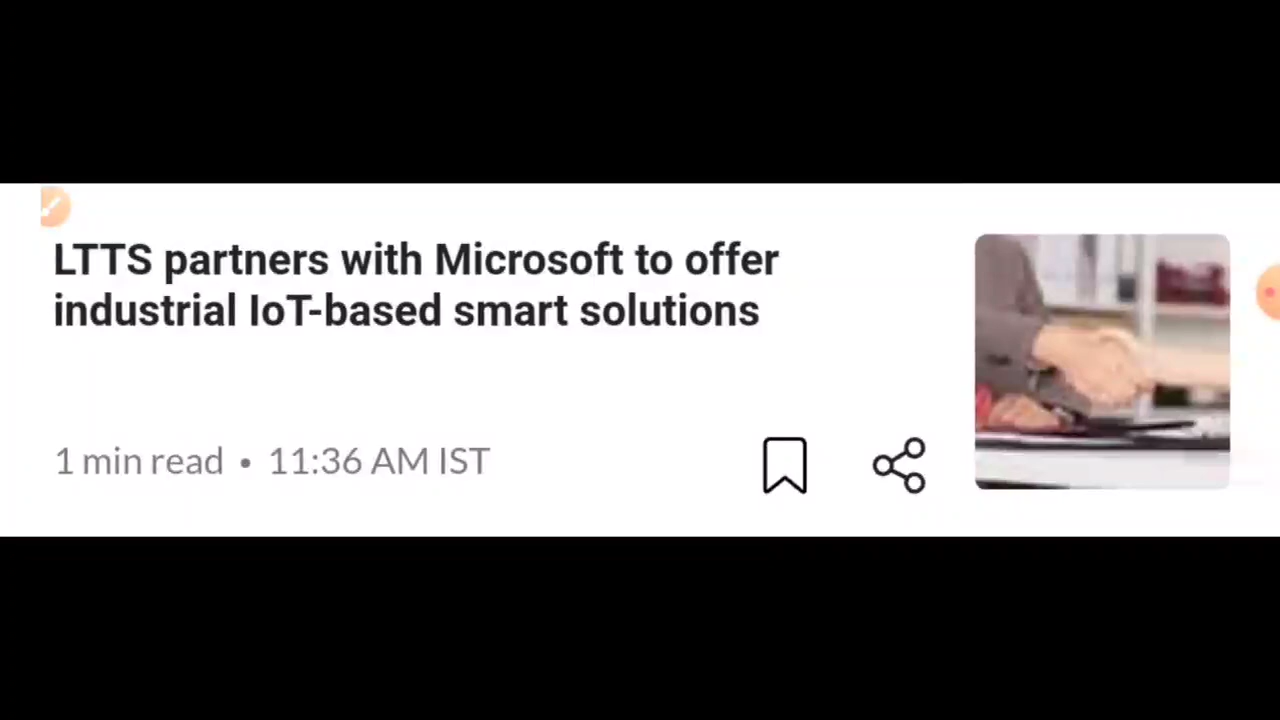 LTTS partners with Microsoft to offer
industrial IoT-based smart solutions
1 min read • 11:36 AM IST